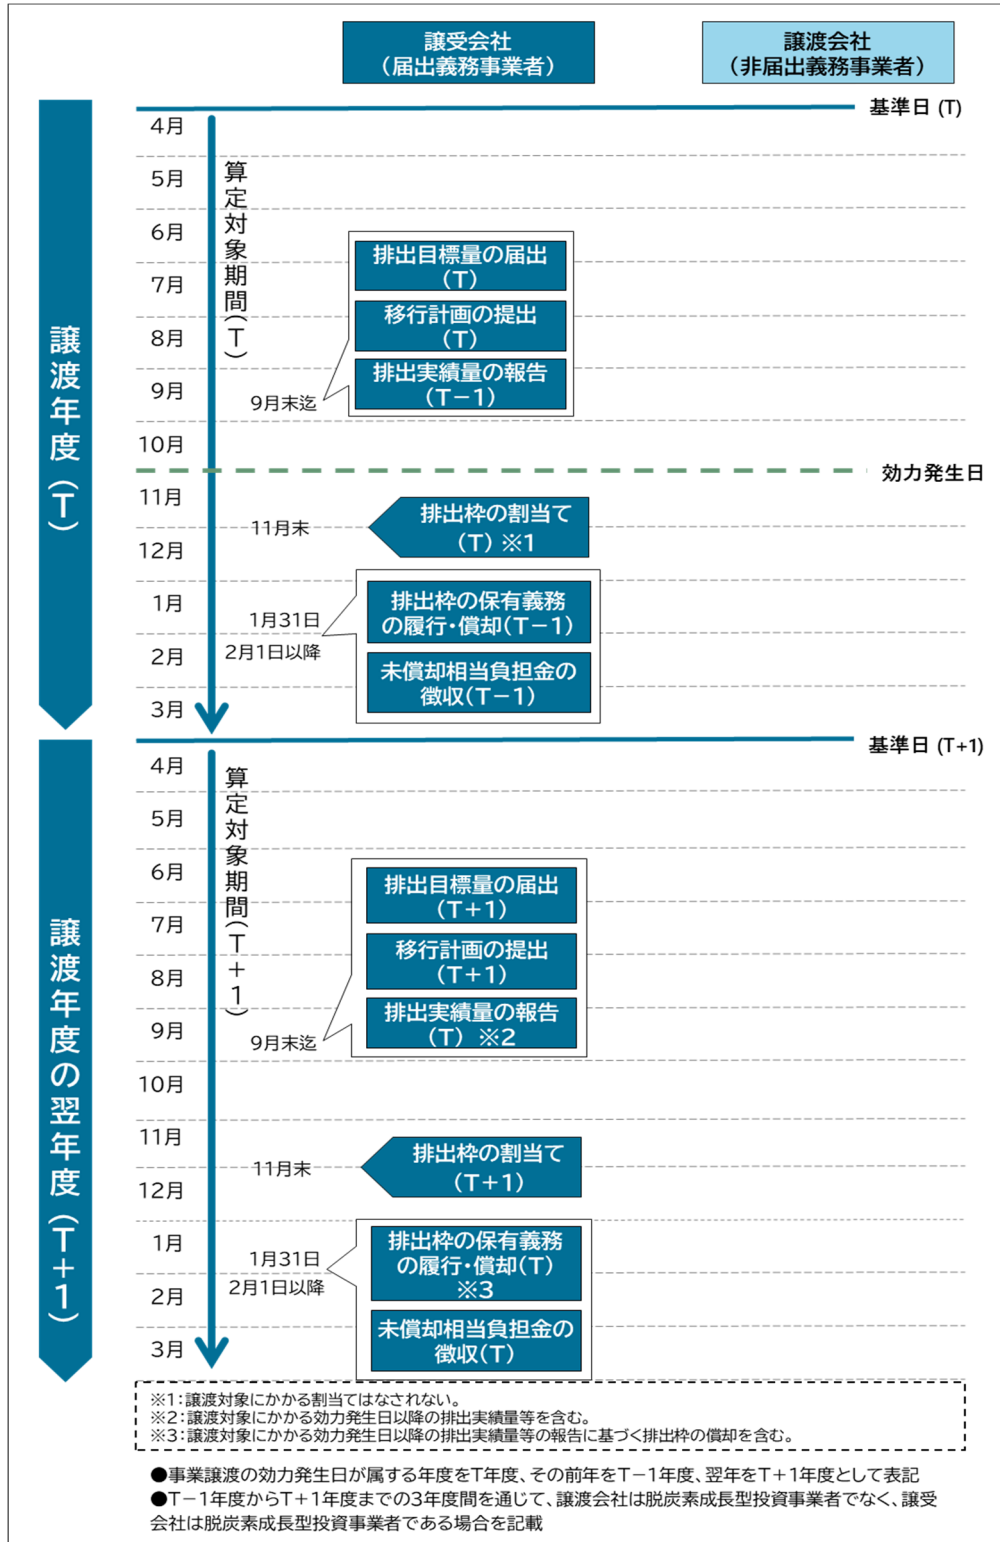 譲受会社
（届出義務事業者）
譲渡会社
（非届出義務事業者）
基準日 (T)
譲渡年度（T）
4月
5月
6月
7月
8月
9月
10月
11月
12月
1月
2月
3月
算定対象期間（T）
排出目標量の届出
（T）
移行計画の提出
（T）
排出実績量の報告
（T－1）
9月末迄
効力発生日
11月末
排出枠の割当て
（T）※1
1月31日
2月1日以降
排出枠の保有義務
の履行・償却（T－1）
未償却相当負担金の
徴収（T－1）
基準日 (T+1)
譲渡年度の翌年度（T＋1）
4月
5月
6月
7月
8月
9月
10月
11月
12月
1月
2月
3月
算定対象期間（T＋1）
排出目標量の届出
（T＋1）
移行計画の提出
（T＋1）
排出実績量の報告
（T）※2
9月末迄
11月末
排出枠の割当て
（T＋1）
1月31日
2月1日以降
排出枠の保有義務
の履行・償却（T）
※3
未償却相当負担金の
徴収（T）
※1：譲渡対象にかかる割当てはなされない。
※2：譲渡対象にかかる効力発生日以降の排出実績量等を含む。
※3：譲渡対象にかかる効力発生日以降の排出実績量等の報告に基づく排出枠の償却を含む。
●事業譲渡の効力発生日が属する年度をT年度、その前年をT－1年度、翌年をT＋1年度として表記
●T－1年度からT＋1年度までの3年度間を通じて、譲渡会社は脱炭素成長型投資事業者でなく、譲受
会社は脱炭素成長型投資事業者である場合を記載